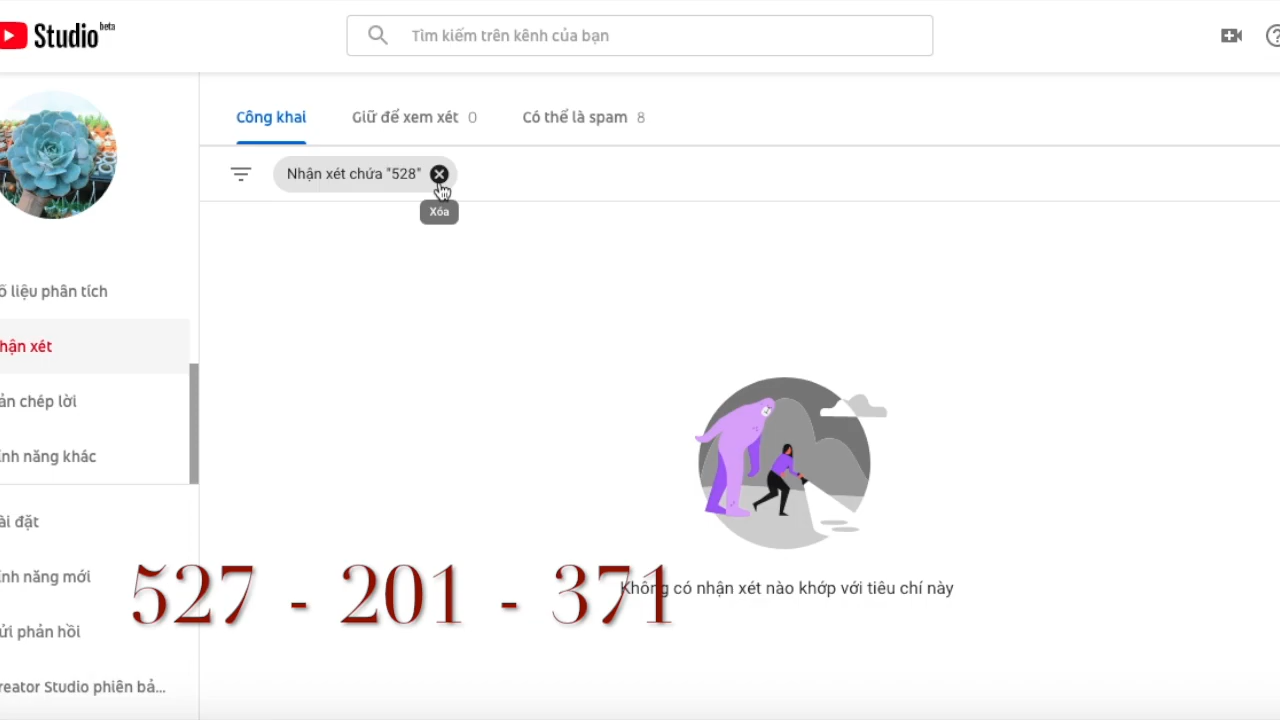 Studio beta
Tìm kiếm trên kênh của bạn
Công khai
Giữ để xem xét 0
Có thể là spam 8
Nhận xét chứa "528"
Xóa
ố liệu phân tích
hận xét
ản chép lời
ính năng khác
ài đặt
ính năng mới
ửi phản hồi
reator Studio phiên bả...
527 - 201 - 371
Không có nhận xét nào khớp với tiêu chí này